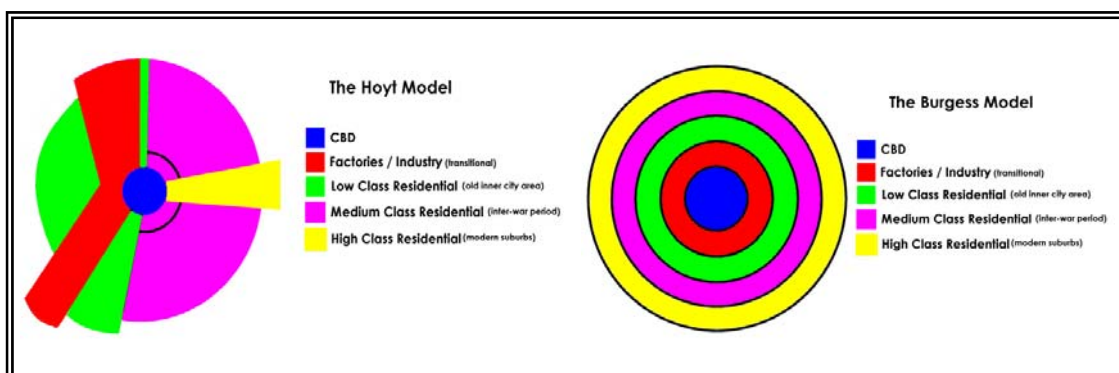 The Hoyt Model
CBD
Factories / Industry (transitional)
Low Class Residential (old inner city area)
Medium Class Residential (inter-war period)
High Class Residential (modern suburbs)
The Burgess Model
CBD
Factories / Industry (transitional)
Low Class Residential (old inner city area)
Medium Class Residential (inter-war period)
High Class Residential (modern suburbs)